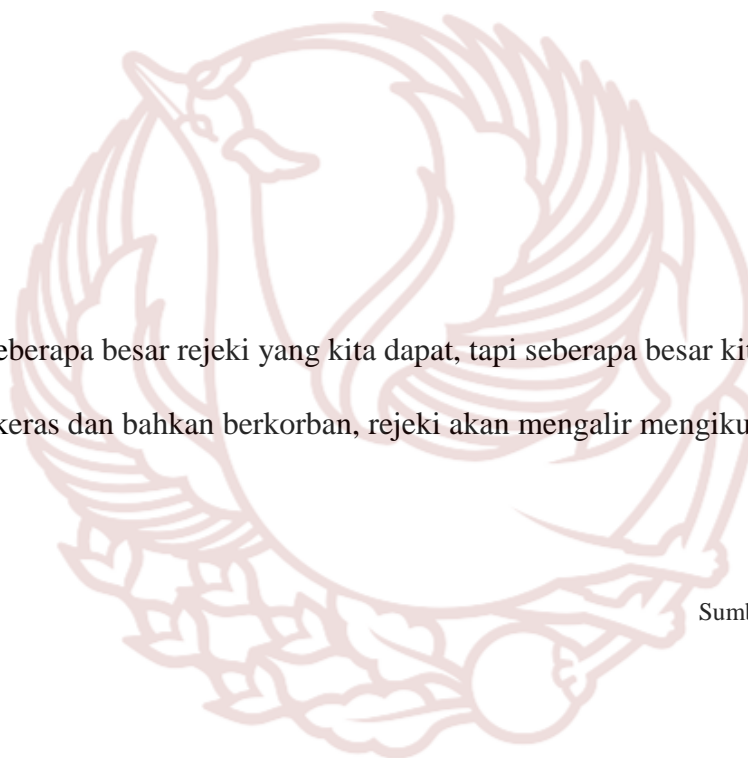 eberapa besar rejeki yang kita dapat, tapi seberapa besar kit
keras dan bahkan berkorban, rejeki akan mengalir mengiku
Sumb